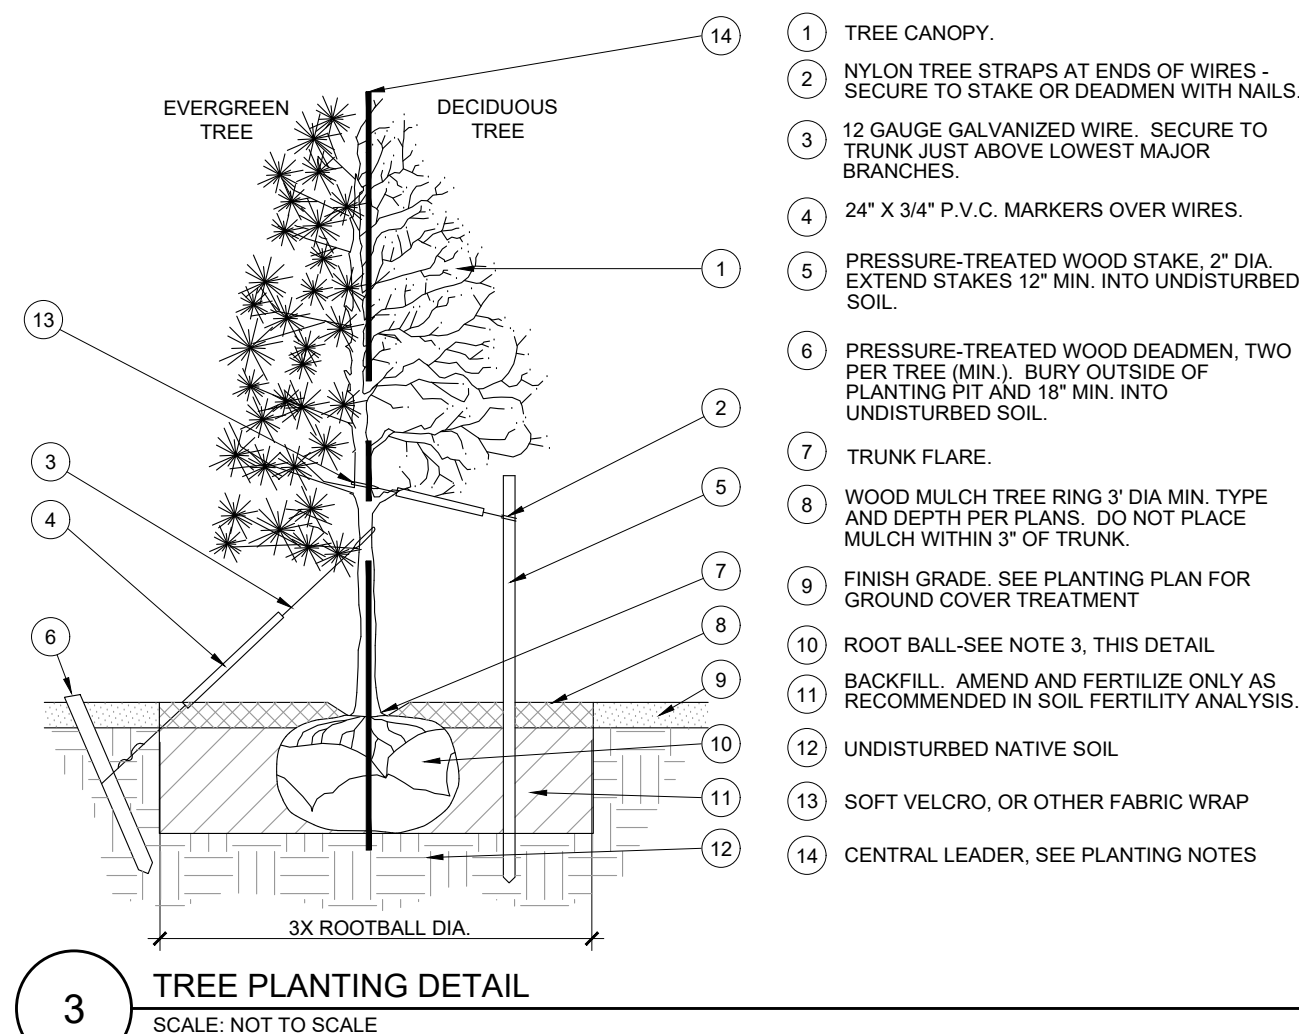 14
EVERGREEN
TREE
DECIDUOUS
TREE
1
13
2
3
5
4
7
8
6
9
10
11
12
3X ROOTBALL DIA.
1 TREE CANOPY.
2 NYLON TREE STRAPS AT ENDS OF WIRES -
SECURE TO STAKE OR DEADMEN WITH NAILS.
3 12 GAUGE GALVANIZED WIRE. SECURE TO
TRUNK JUST ABOVE LOWEST MAJOR
BRANCHES.
4 24" X 3/4" P.V.C. MARKERS OVER WIRES.
5 PRESSURE-TREATED WOOD STAKE, 2" DIA.
EXTEND STAKES 12" MIN. INTO UNDISTURBED
SOIL.
6 PRESSURE-TREATED WOOD DEADMEN, TWO
PER TREE (MIN.). BURY OUTSIDE OF
PLANTING PIT AND 18" MIN. INTO
UNDISTURBED SOIL.
7 TRUNK FLARE.
8 WOOD MULCH TREE RING 3' DIA MIN. TYPE
AND DEPTH PER PLANS. DO NOT PLACE
MULCH WITHIN 3" OF TRUNK.
9 FINISH GRADE. SEE PLANTING PLAN FOR
GROUND COVER TREATMENT
10 ROOT BALL-SEE NOTE 3, THIS DETAIL
11 BACKFILL. AMEND AND FERTILIZE ONLY AS
RECOMMENDED IN SOIL FERTILITY ANALYSIS.
12 UNDISTURBED NATIVE SOIL
13 SOFT VELCRO, OR OTHER FABRIC WRAP
14 CENTRAL LEADER, SEE PLANTING NOTES
3
TREE PLANTING DETAIL
SCALE: NOT TO SCALE